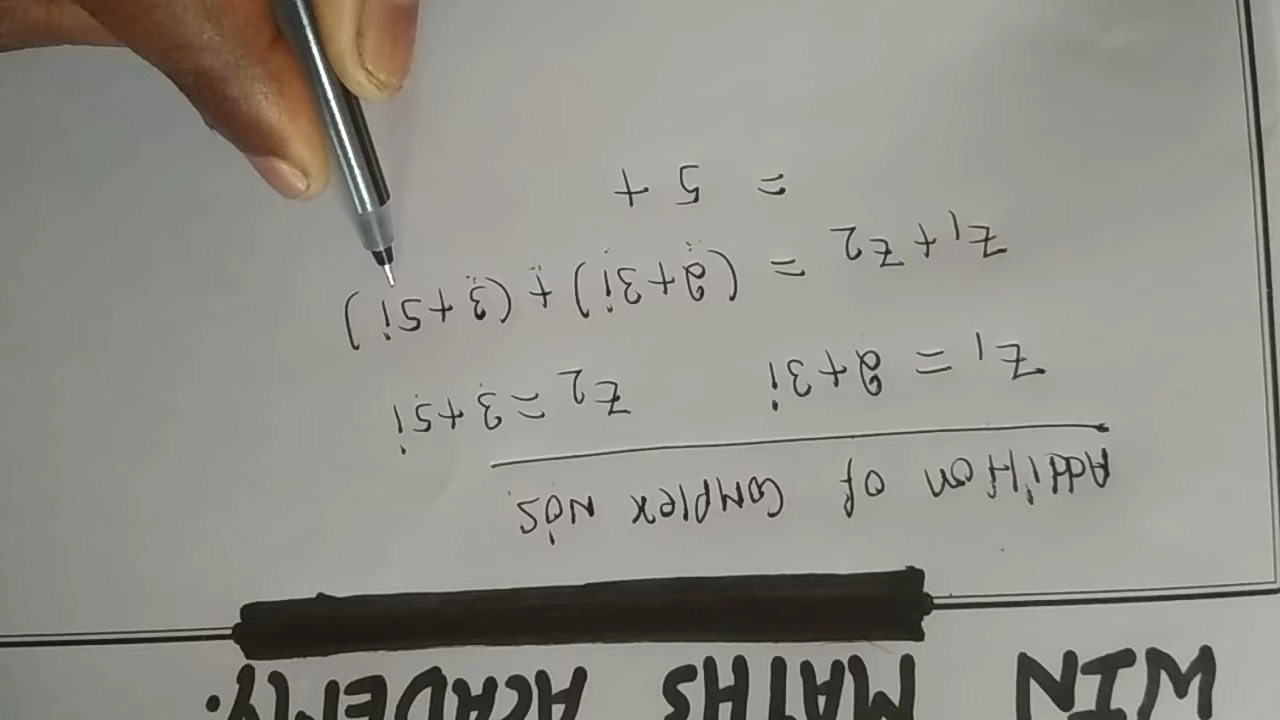 WIN MATHS ACADEMY.
Addition of complex NO'S
z₁ = 2+3i z₂ = 3+5i
z₁+z₂ = (2+3i) + (3+5i)
= 5 +